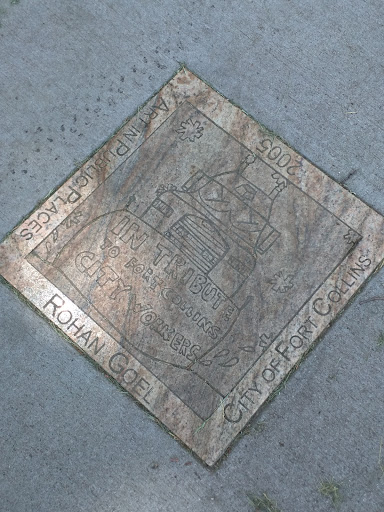 ART IN PUBLIC PLACES
2005
IN TRIBUTE
TO FORT COLLINS
CITY WORKERS
ROHAN GOEL
CITY OF FORT COLLINS